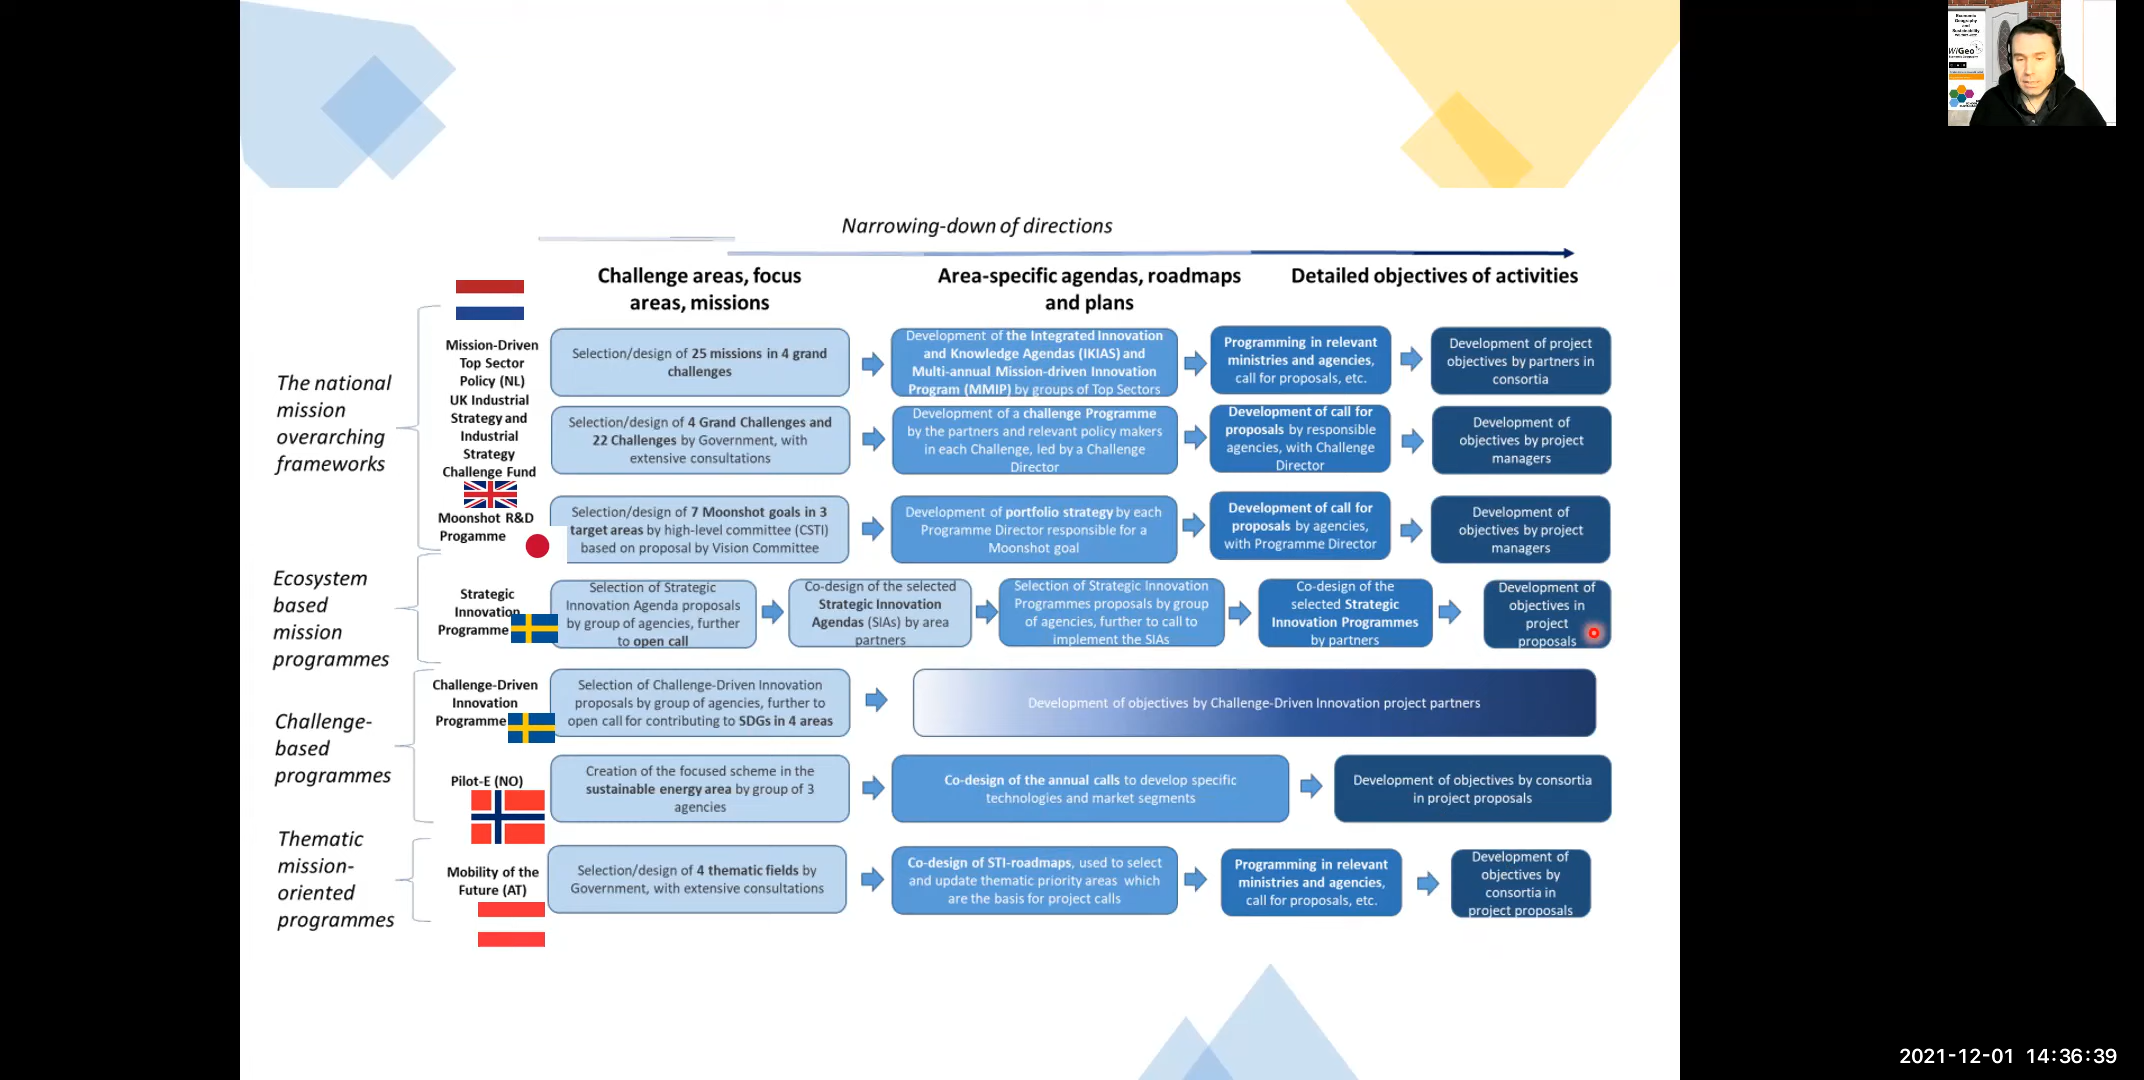 Economic
Geography
and
Sustainability
WiGeo
Narrowing-down of directions
Challenge areas, focus
areas, missions
Area-specific agendas, roadmaps
and plans
Detailed objectives of activities
The national
mission
overarching
frameworks
Mission-Driven
Top Sector
Policy (NL)
Selection/design of 25 missions in 4 grand
challenges
Development of the Integrated Innovation
and Knowledge Agendas (IKIAS) and
Multi-annual Mission-driven Innovation
Program (MMIP) by groups of Top Sectors
Programming in relevant
ministries and agencies,
call for proposals, etc.
Development of project
objectives by partners in
consortia
UK Industrial
Strategy and
Industrial
Strategy
Challenge Fund
Selection/design of 4 Grand Challenges and
22 Challenges by Government, with
extensive consultations
Development of a challenge Programme
by the partners and relevant policy makers
in each Challenge, led by a Challenge
Director
Development of call for
proposals by responsible
agencies, with Challenge
Director
Development of
objectives by project
managers
Moonshot R&D
Progamme
Selection/design of 7 Moonshot goals in 3
target areas by high-level committee (CSTI)
based on proposal by Vision Committee
Development of portfolio strategy by each
Programme Director responsible for a
Moonshot goal
Development of call for
proposals by agencies,
with Programme Director
Development of
objectives by project
managers
Ecosystem
based
mission
programmes
Strategic
Innovation
Programme
Selection of Strategic
Innovation Agenda proposals
by group of agencies, further
to open call
Co-design of the selected
Strategic Innovation
Agendas (SIAs) by area
partners
Selection of Strategic Innovation
Programmes proposals by group
of agencies, further to call to
implement the SIAs
Co-design of the
selected Strategic
Innovation Programmes
by partners
Development of
objectives in
project
proposals
Challenge-
based
programmes
Challenge-Driven
Innovation
Programme
Selection of Challenge-Driven Innovation
proposals by group of agencies, further to
open call for contributing to SDGs in 4 areas
Development of objectives by Challenge-Driven Innovation project partners
Pilot-E (NO)
Creation of the focused scheme in the
sustainable energy area by group of 3
agencies
Co-design of the annual calls to develop specific
technologies and market segments
Development of objectives by consortia
in project proposals
Thematic
mission-
oriented
programmes
Mobility of the
Future (AT)
Selection/design of 4 thematic fields by
Government, with extensive consultations
Co-design of STI-roadmaps, used to select
and update thematic priority areas which
are the basis for project calls
Programming in relevant
ministries and agencies,
call for proposals, etc.
Development of
objectives by
consortia in
project proposals
2021-12-01 14:36:39